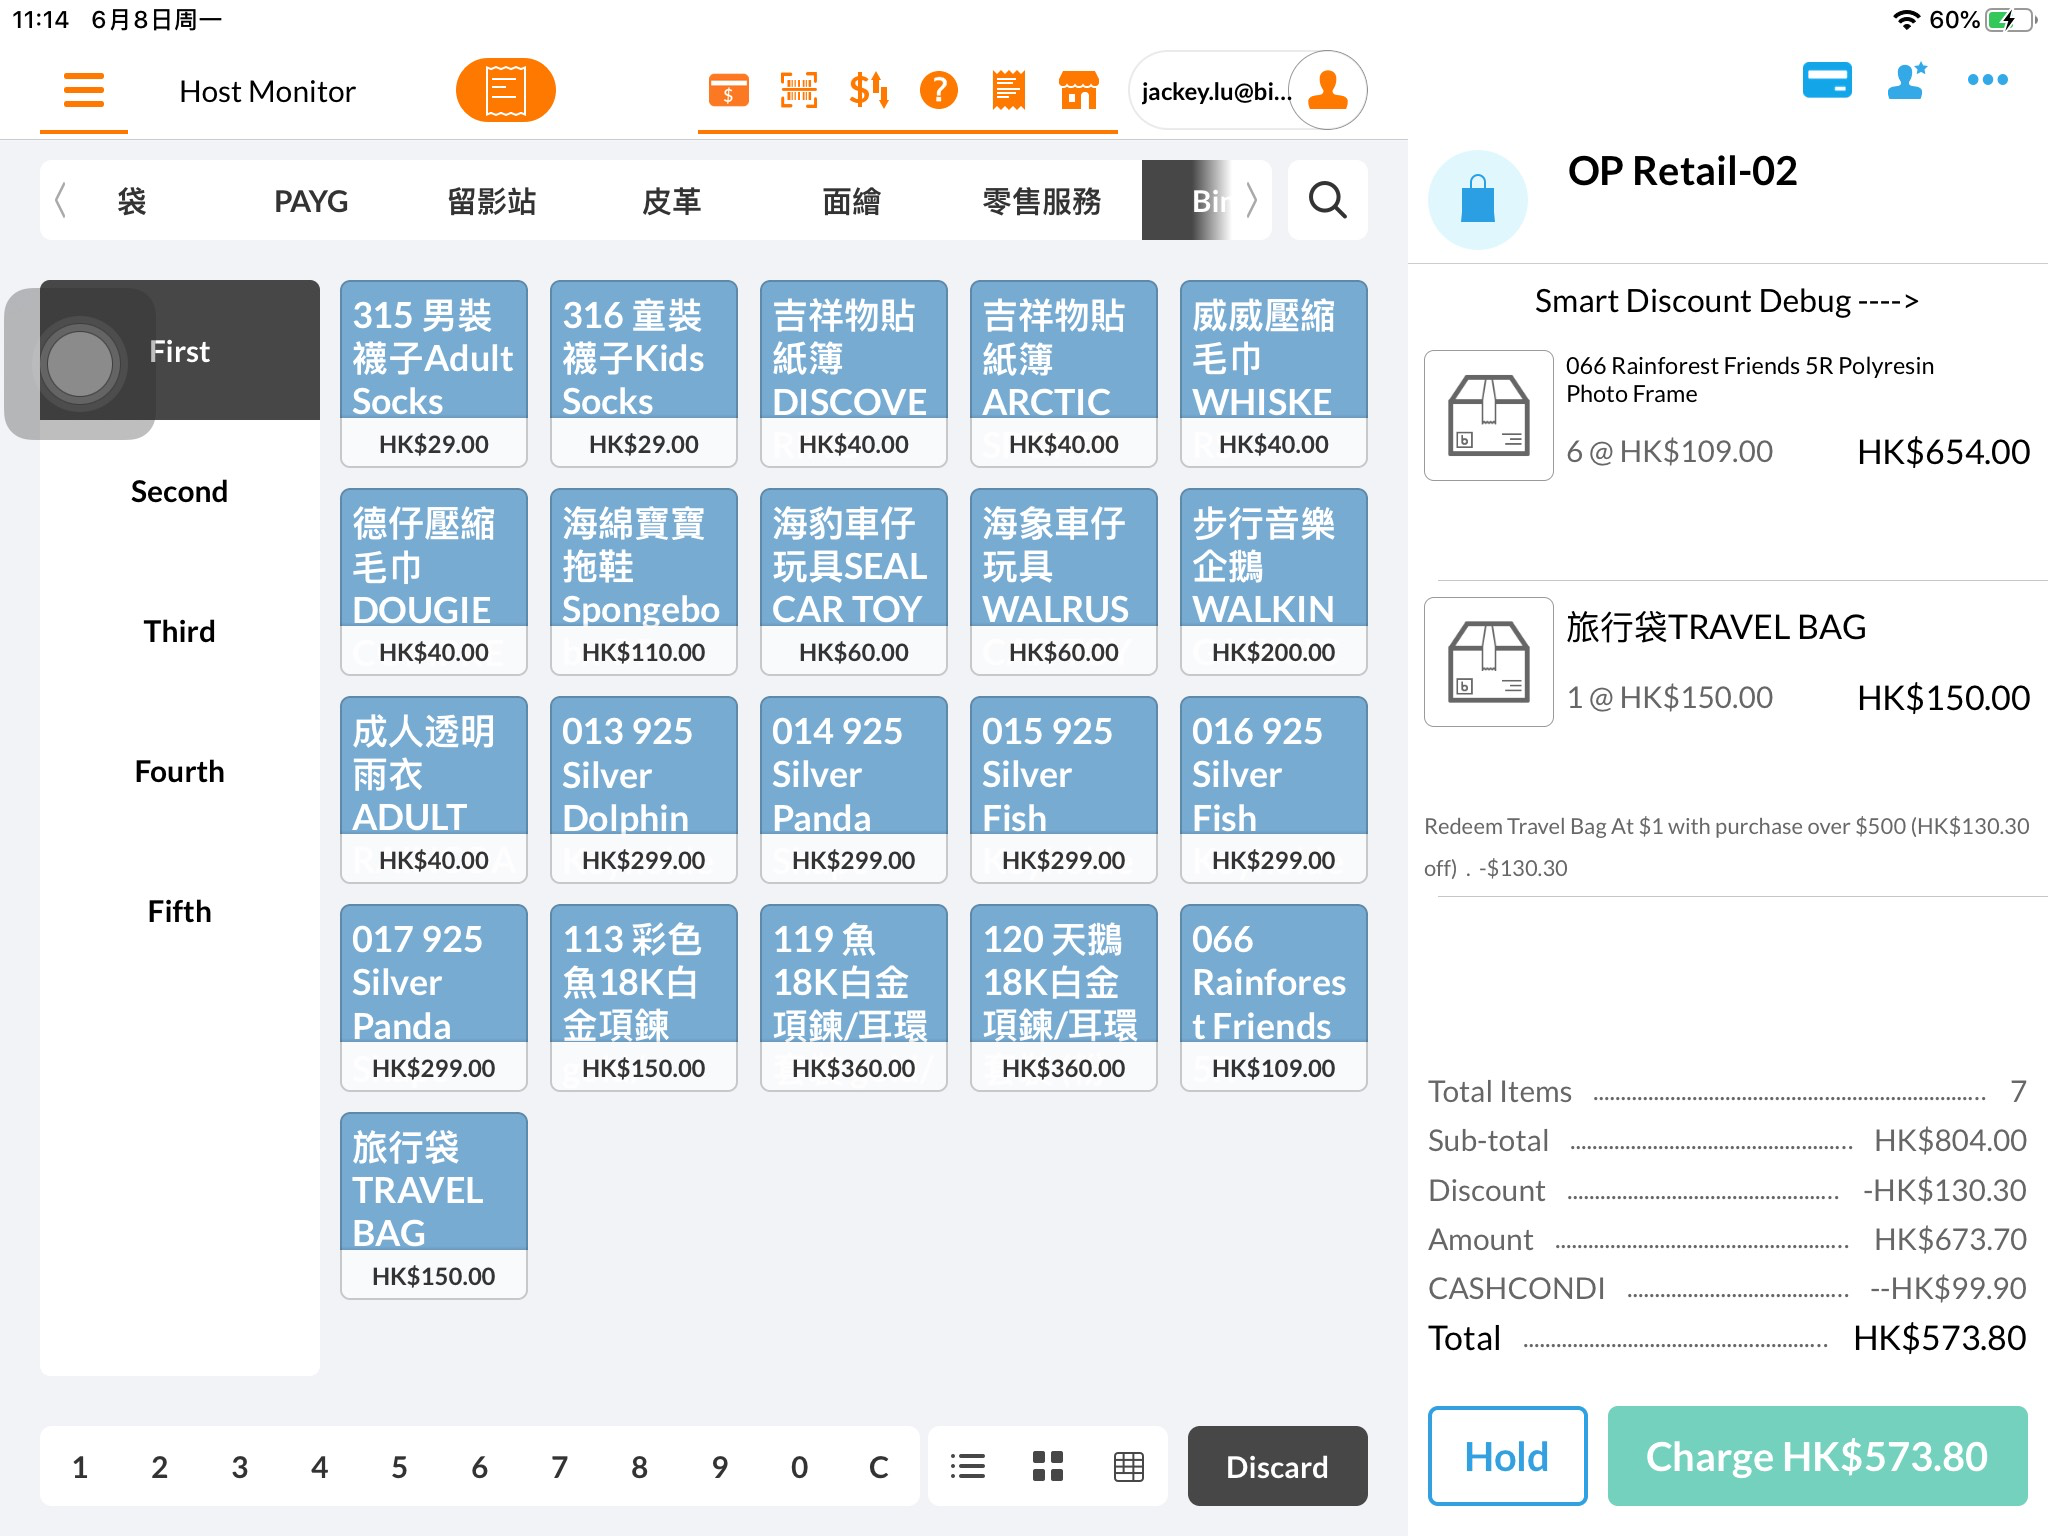 11:14 6月8日周一
60%
Host Monitor
jackey.lu@bi...
袋
PAYG
留影站
皮革
面繪
零售服務
First
Second
Third
Fourth
Fifth
315 男裝
襪子Adult
Socks
HK$29.00
316 童裝
襪子Kids
Socks
HK$29.00
吉祥物貼
紙簿
DISCOVE
HK$40.00
吉祥物貼
紙簿
ARCTIC
HK$40.00
威威壓縮
毛巾
WHISKE
HK$40.00
德仔壓縮
毛巾
DOUGIE
HK$40.00
海綿寶寶
拖鞋
Spongebo
HK$110.00
海豹車仔
玩具SEAL
CAR TOY
HK$60.00
海象車仔
玩具
WALRUS
HK$60.00
步行音樂
企鵝
WALKIN
HK$200.00
成人透明
雨衣
ADULT
HK$40.00
013 925
Silver
Dolphin
HK$299.00
014 925
Silver
Panda
HK$299.00
015 925
Silver
Fish
HK$299.00
016 925
Silver
Fish
HK$299.00
017 925
Silver
Panda
HK$299.00
113 彩色
魚18K白
金項鍊
HK$150.00
119 魚
18K白金
項鍊/耳環
HK$360.00
120 天鵝
18K白金
項鍊/耳環
HK$360.00
066
Rainfores
t Friends
HK$109.00
旅行袋
TRAVEL
BAG
HK$150.00
1 2 3 4 5 6 7 8 9 0 C
Discard
OP Retail-02
Smart Discount Debug ---->
066 Rainforest Friends 5R Polyresin
Photo Frame
6 @ HK$109.00 HK$654.00
旅行袋TRAVEL BAG
1 @ HK$150.00 HK$150.00
Redeem Travel Bag At $1 with purchase over $500 (HK$130.30
off) . -$130.30
Total Items 7
Sub-total HK$804.00
Discount -HK$130.30
Amount HK$673.70
CASHCONDI --HK$99.90
Total HK$573.80
Hold
Charge HK$573.80